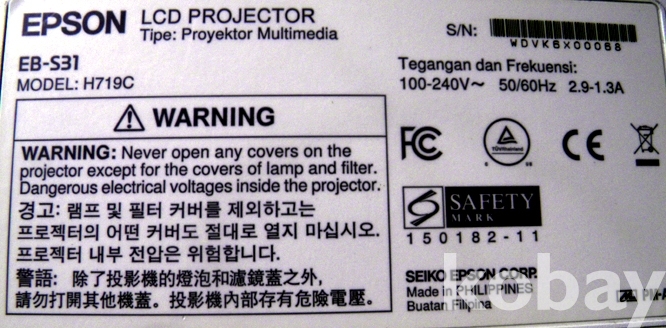 EPSON LCD PROJECTOR
Tipe: Proyektor Multimedia
S/N:
WDVK6X00068
EB-S31
MODEL: H719C
Tegangan dan Frekuensi:
100-240V～ 50/60Hz 2.9-1.3A
WARNING
WARNING: Never open any covers on the
projector except for the covers of lamp and filter.
Dangerous electrical voltages inside the projector.
경고: 램프 및 필터 커버를 제외하고는
프로젝터의 어떤 커버도 절대로 열지 마십시오.
프로젝터 내부 전압은 위험합니다.
警語: 除了投影機的燈泡和濾鏡蓋之外,
請勿打開其他機蓋。投影機內部存有危險電壓。
FC
TÜVRheinland
CE
S SAFETY
MARK
150182-11
SEIKO EPSON CORP.
Made in PHILIPPINES
Buatan Filipina